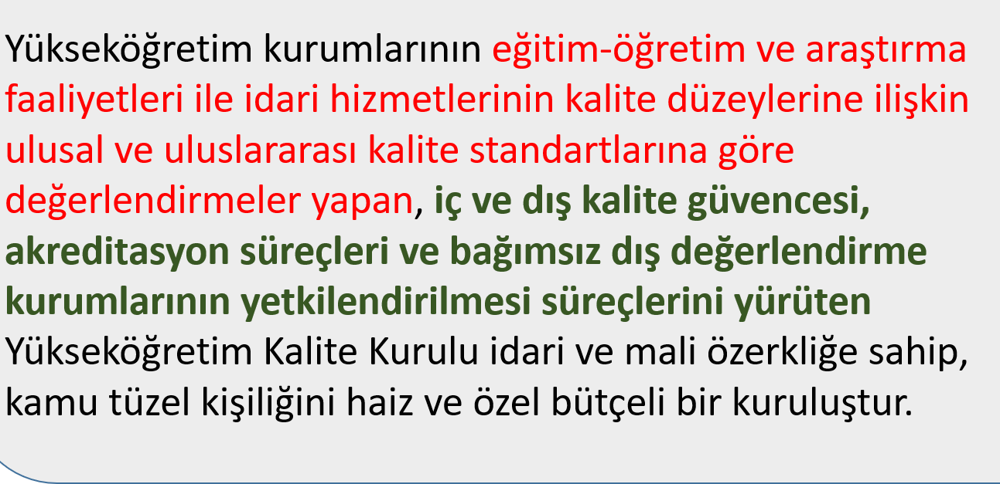 Yükseköğretim kurumlarının eğitim-öğretim ve araştırma
faaliyetleri ile idari hizmetlerinin kalite düzeylerine ilişkin
ulusal ve uluslararası kalite standartlarına göre
değerlendirmeler yapan, iç ve dış kalite güvencesi,
akreditasyon süreçleri ve bağımsız dış değerlendirme
kurumlarının yetkilendirilmesi süreçlerini yürüten
Yükseköğretim Kalite Kurulu idari ve mali özerkliğe sahip,
kamu tüzel kişiliğini haiz ve özel bütçeli bir kuruluştur.